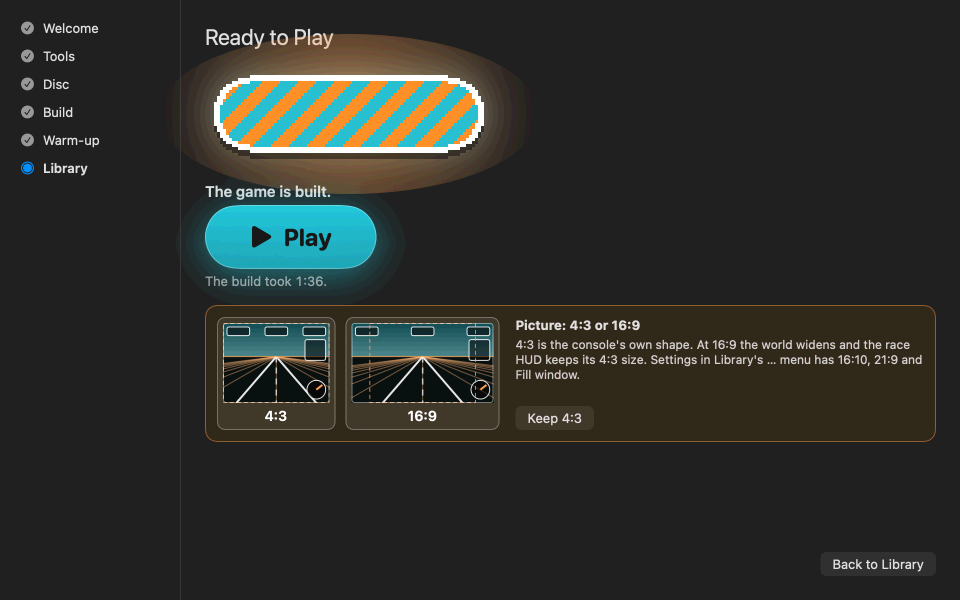 Welcome
Tools
Disc
Build
Warm-up
Library
Ready to Play
The game is built.
Play
The build took 1:36.
4:3
16:9
Picture: 4:3 or 16:9
4:3 is the console's own shape. At 16:9 the world widens and the race
HUD keeps its 4:3 size. Settings in Library's ... menu has 16:10, 21:9 and
Fill window.
Keep 4:3
Back to Library